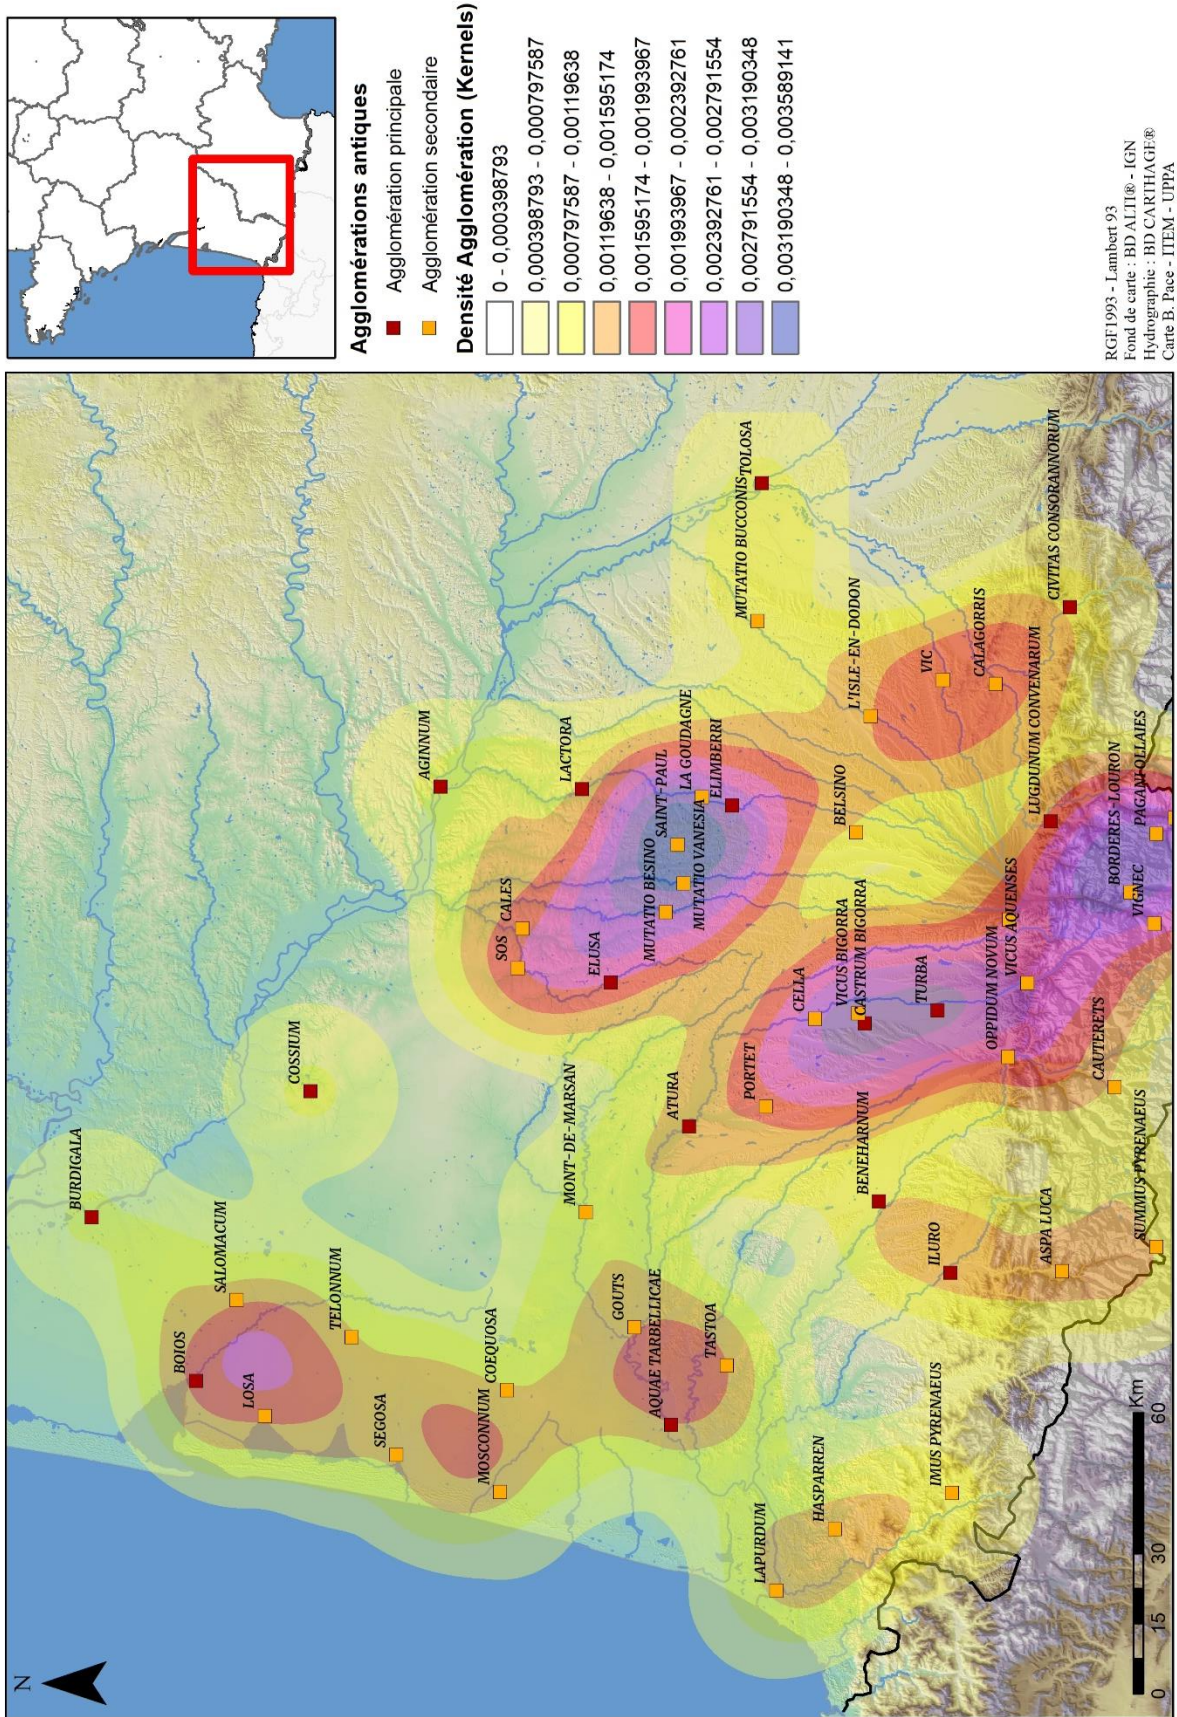 N
BURDIGALA
BOIOS
SALOMACUM
LOSA
COSSIUM
TELONNUM
SEGOSA
AGINNUM
MOSCONNUM
COEQUOSA
SOS
CALES
MONT-DE-MARSAN
LACTORA
ELUSA
GOUTS
AQUAE TARBELLICAE
ATURA
MUTATIO BESINO
SAINT-PAUL
MUTATIO VANESIA
LA GOUDAGNE
ELIMBERRI
TASTOA
MUTATIO BUCCONIS
TOLOSA
LAPURDUM
PORTET
CELLA
HASPARREN
VICUS BIGORRA
CASTRUM BIGORRA
BELSINO
L'ISLE-EN-DODON
BENEHARNUM
TURBA
VIC
IMUS PYRENAEUS
ILURO
CALAGORRIS
OPPIDUM NOVUM
VICUS AQUENSES
LUGDUNUM CONVENARUM
CIVITAS CONSORANNORUM
ASPA LUCA
CAUTERETS
BORDERES-LOURON
SUMMUS PYRENAEUS
VIGNEC
0 15 30 60
Km
Agglomérations antiques
Agglomération principale
Agglomération secondaire
Densité Agglomération (Kernels)
0 - 0,000398793
0,000398793 - 0,000797587
0,000797587 - 0,00119638
0,00119638 - 0,001595174
0,001595174 - 0,001993967
0,001993967 - 0,002392761
0,002392761 - 0,002791554
0,002791554 - 0,003190348
0,003190348 - 0,003589141
RGF1993 - Lambert 93
Fond de carte : BD ALTI® - IGN
Hydrographie : BD CARTHAGE®
Carte B. Pace - ITEM - UPPA